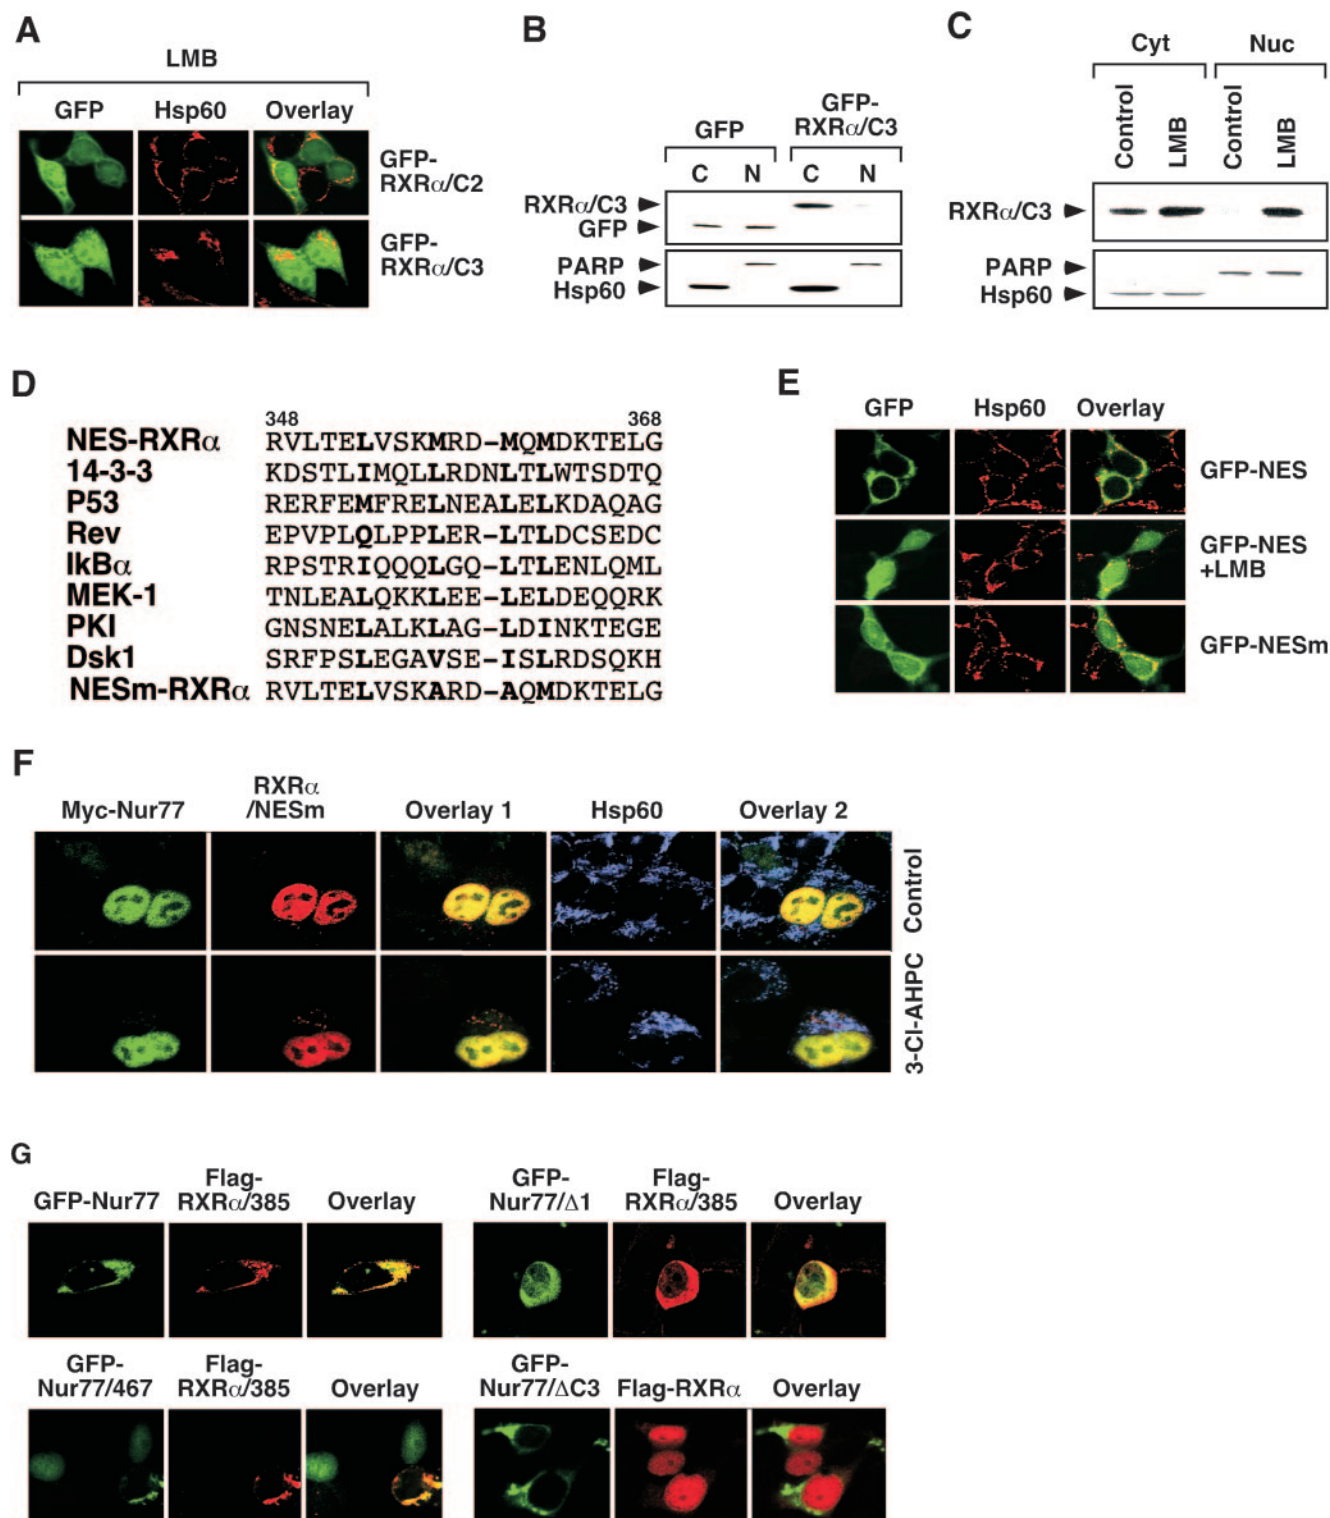 A
LMB
GFP Hsp60 Overlay
GFP-
RXRα/C2
GFP-
RXRα/C3
B
GFP
GFP-
RXRα/C3
C N C N
RXRα/C3
GFP
PARP
Hsp60
C
Cyt Nuc
Control LMB Control LMB
RXRα/C3
PARP
Hsp60
D
348 368
NES-RXRα RVLTELVSKMRD–MQMDKTELG
14-3-3 KDSTLIMQLLRDNLTLWTSDTQ
P53 RERFEMFRELNEALELKDAQAG
Rev EPVPLQLPPLER–LTLDCSEDC
IkBα RPSTRIQQQLGQ–LTLENLQML
MEK-1 TNLEALQKKLEE–LELDEQQRK
PKI GNSNELALKLAG–LDINKTEGE
Dsk1 SRFPSLEGAVSE–ISLRDSQKH
NESm-RXRα RVLTELVSKARD–AQMDKTELG
E
GFP Hsp60 Overlay
GFP-NES
GFP-NES
+LMB
GFP-NESm
F
Myc-Nur77 RXRα
/NESm Overlay 1 Hsp60 Overlay 2
Control
3-Cl-AHPC
G
GFP-Nur77 Flag-
RXRα/385 Overlay
GFP-
Nur77/Δ1 Flag-
RXRα/385 Overlay
GFP-
Nur77/467 Flag-
RXRα/385 Overlay
GFP-
Nur77/ΔC3 Flag-RXRα Overlay